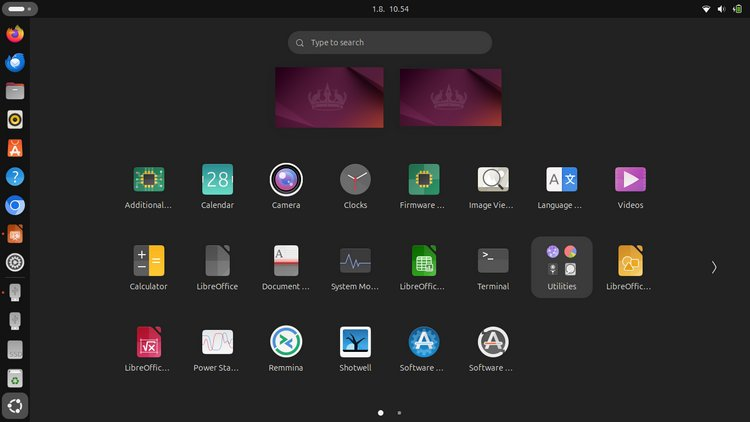 1.8. 10.54
Type to search
Additional...
Calendar
Camera
Clocks
Firmware ...
Image Vie...
Language ...
Videos
Calculator
LibreOffice
Document ...
System Mo...
LibreOffic...
Terminal
Utilities
LibreOffic...
LibreOffic...
Power Sta...
Remmina
Shotwell
Software ...
Software ...
28
A
A
>_
SSD